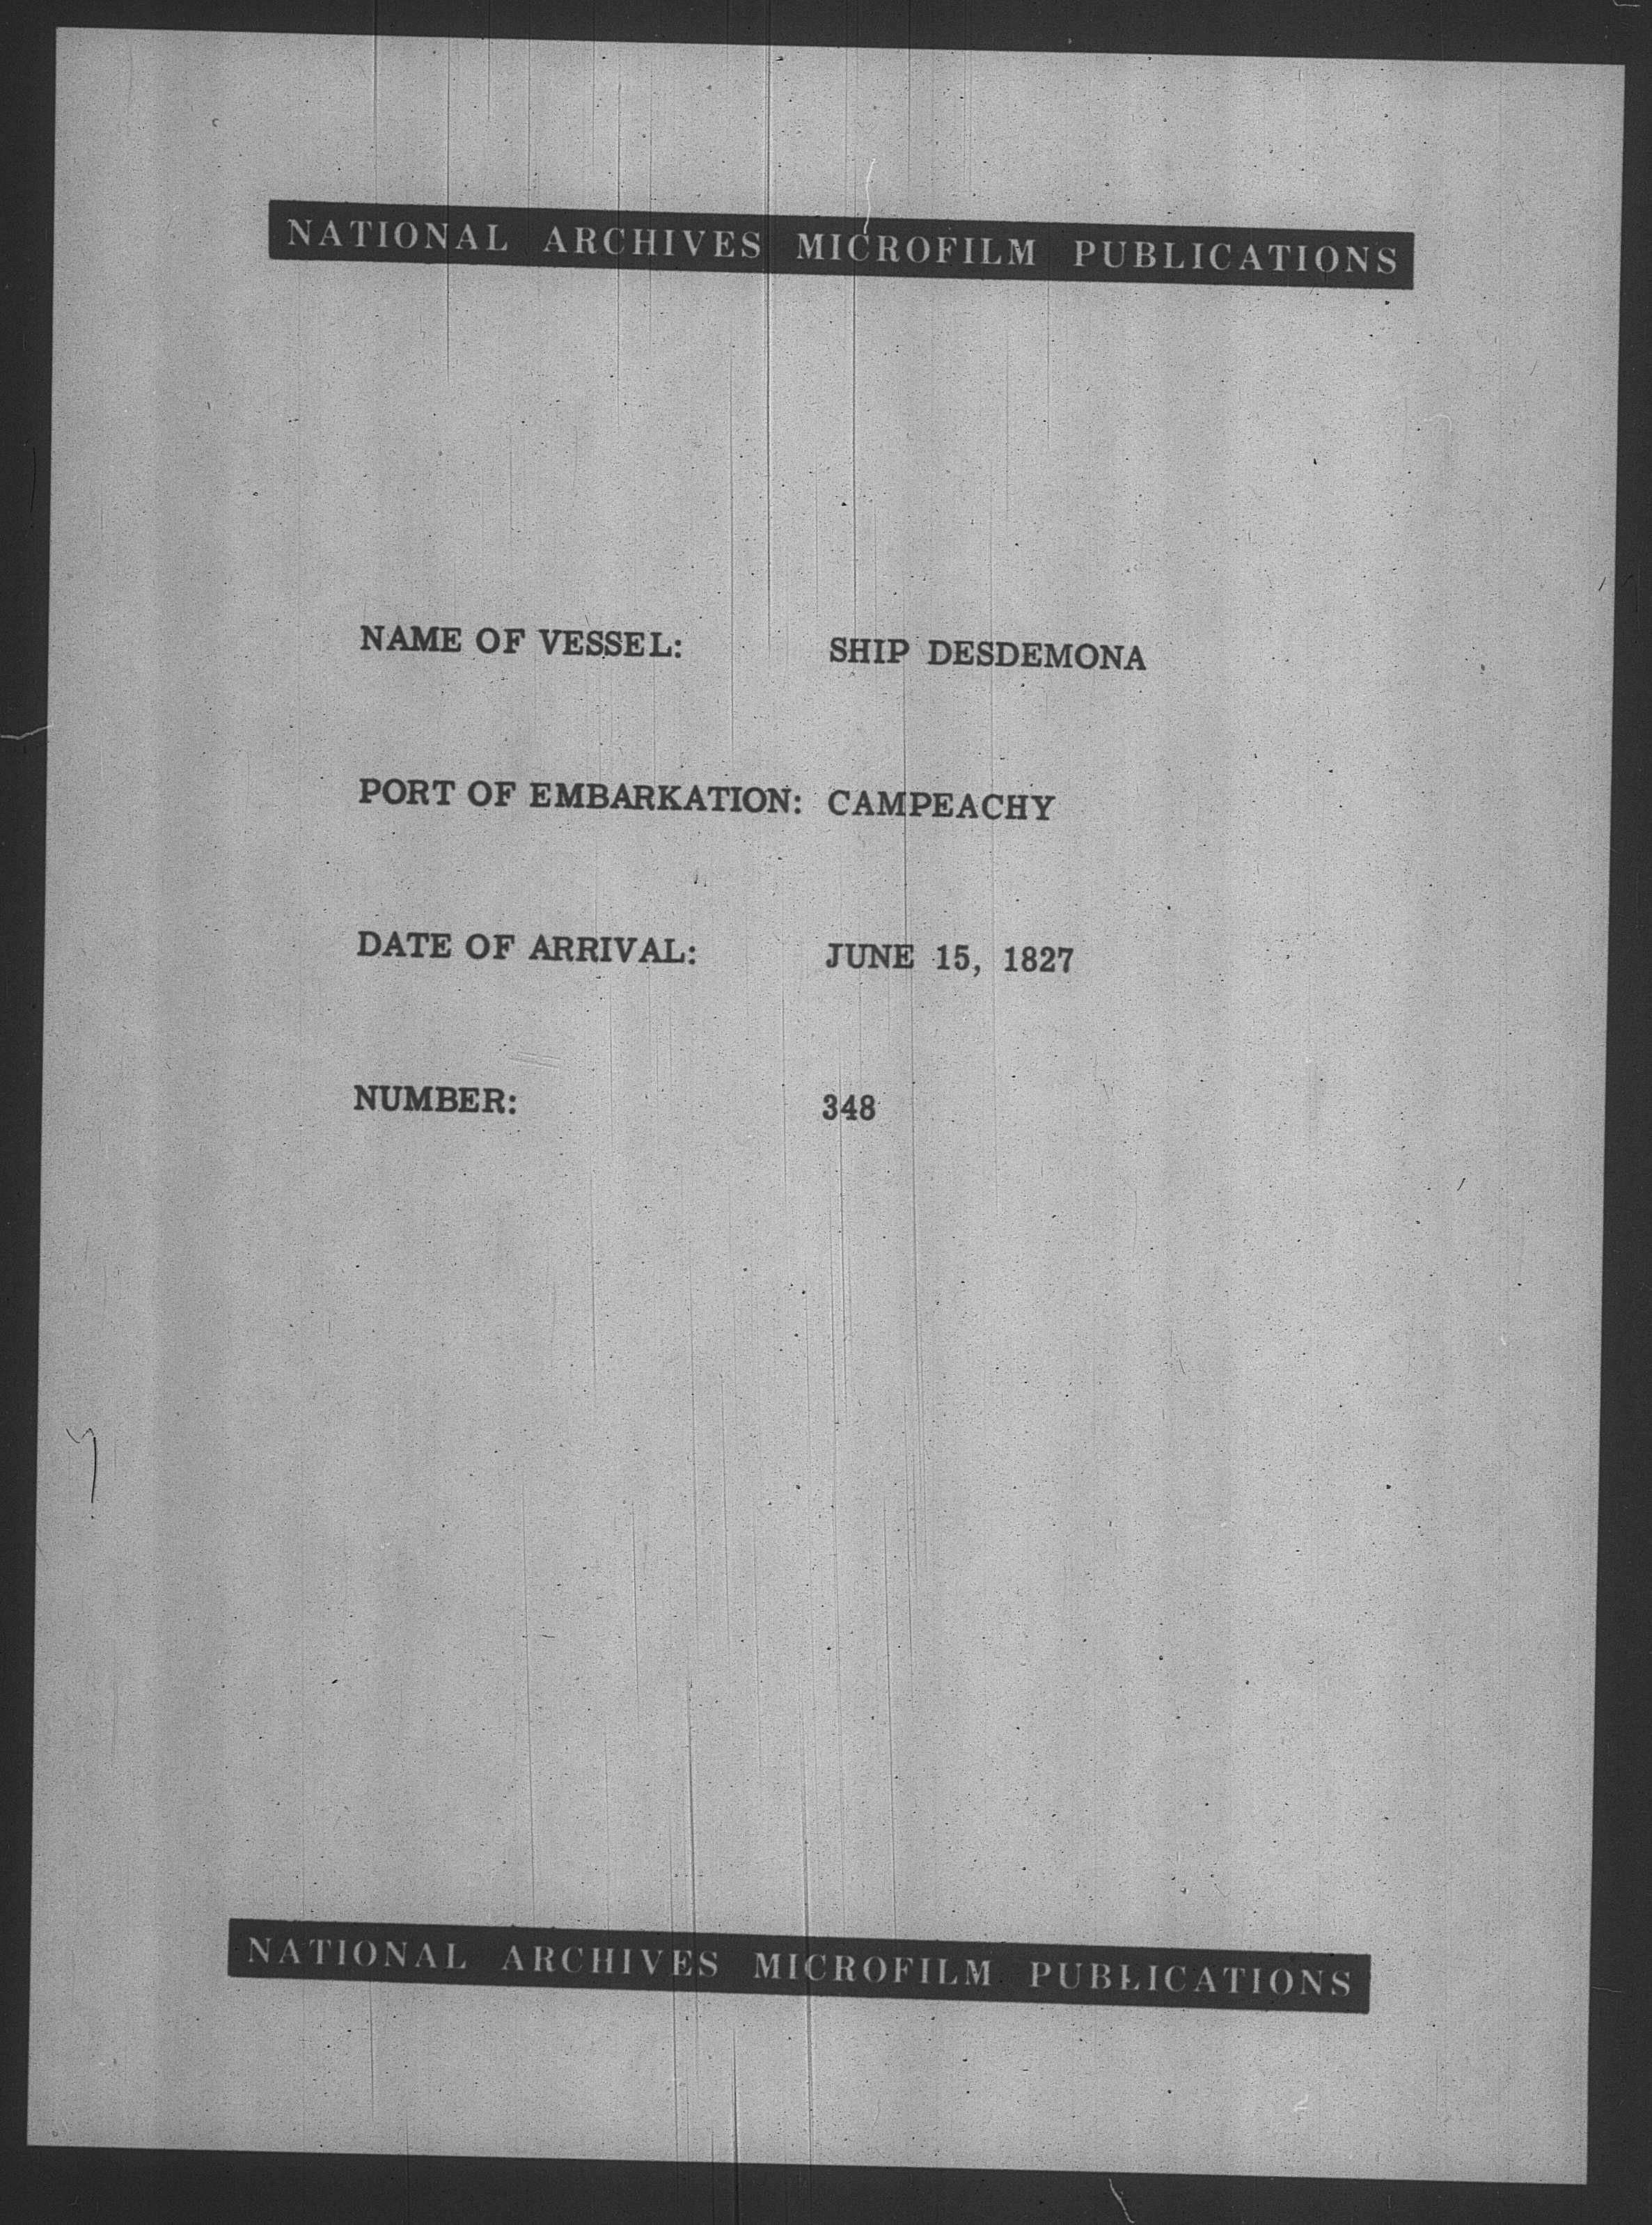 NATIONAL ARCHIVES MICROFILM PUBLICATIONS
NAME OF VESSEL: SHIP DESDEMONA
PORT OF EMBARKATION: CAMPEACHY
DATE OF ARRIVAL: JUNE 15, 1827
NUMBER: 348
NATIONAL ARCHIVES MICROFILM PUBLICATIONS